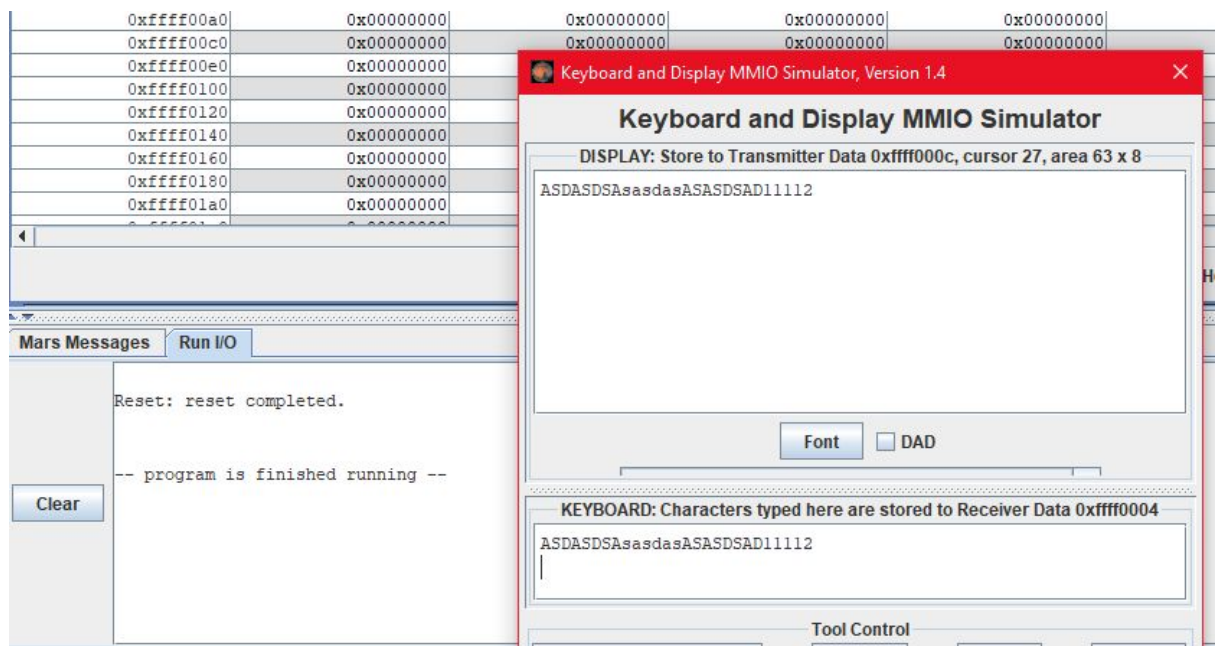 0xffff00a0 0x00000000 0x00000000 0x00000000 0x00000000
0xffff00c0 0x00000000 0x00000000 0x00000000 0x00000000
0xffff00e0 0x00000000
0xffff0100 0x00000000
0xffff0120 0x00000000
0xffff0140 0x00000000
0xffff0160 0x00000000
0xffff0180 0x00000000
0xffff01a0 0x00000000
Keyboard and Display MMIO Simulator, Version 1.4
Keyboard and Display MMIO Simulator
DISPLAY: Store to Transmitter Data 0xffff000c, cursor 27, area 63 x 8
ASDASDSAsasdasASASDSAD11112
Font
DAD
Mars Messages
Run I/O
Reset: reset completed.
-- program is finished running --
Clear
KEYBOARD: Characters typed here are stored to Receiver Data 0xffff0004
ASDASDSAsasdasASASDSAD11112
Tool Control